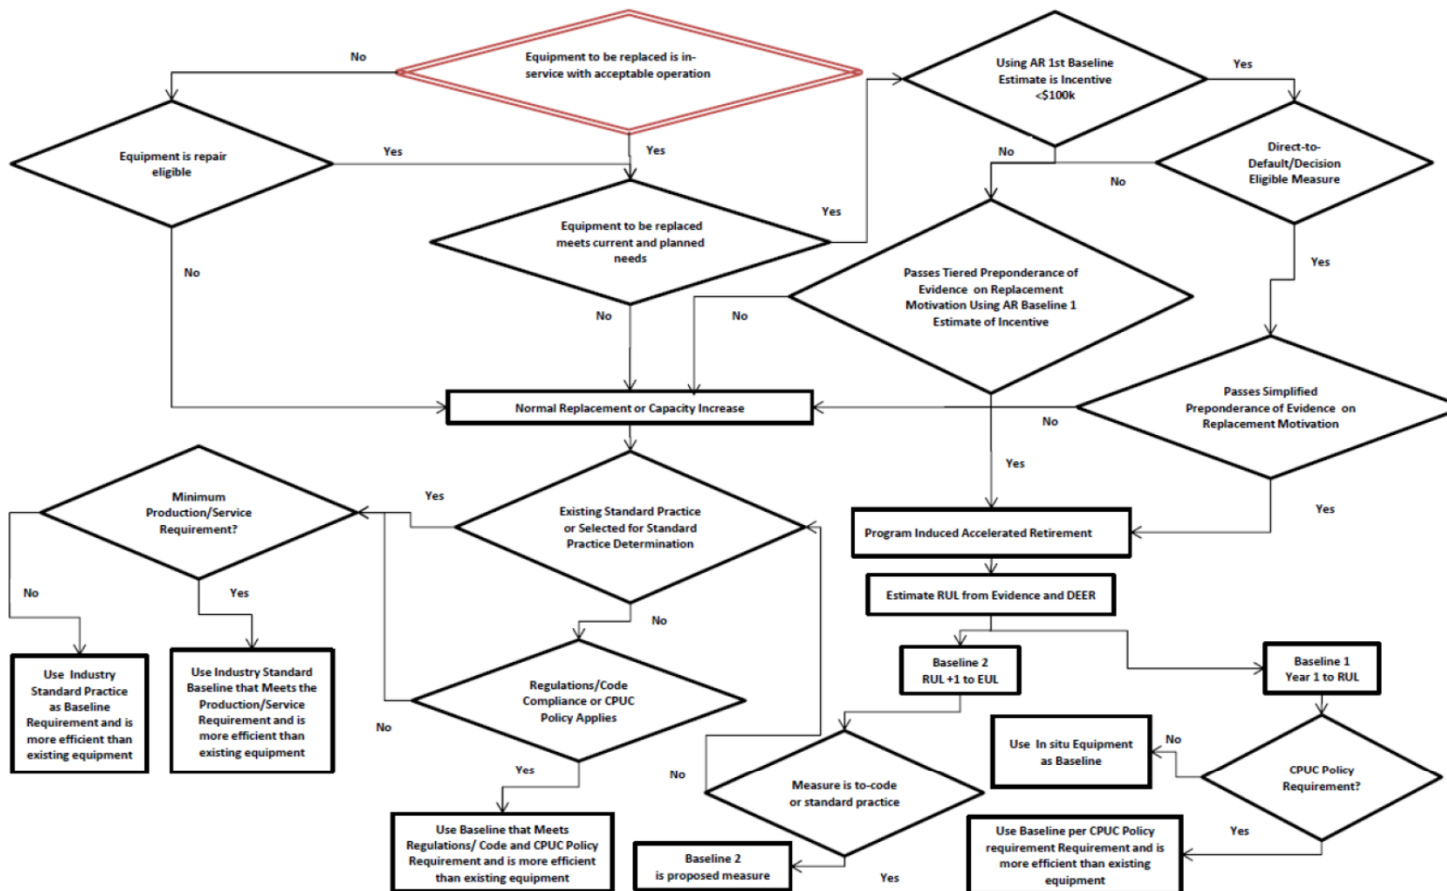 No
Equipment to be replaced is in-
service with acceptable operation
Yes
Using AR 1st Baseline
Estimate is Incentive
<$100k
Yes
No
Equipment is repair
eligible
Yes
No
Equipment to be replaced
meets current and planned
needs
Yes
No
Direct-to-
Default/Decision
Eligible Measure
No
Yes
Passes Tiered Preponderance of
Evidence on Replacement
Motivation Using AR Baseline 1
Estimate of Incentive
No
Yes
Passes Simplified
Preponderance of Evidence on
Replacement Motivation
No
Yes
Normal Replacement or Capacity Increase
Minimum
Production/Service
Requirement?
No
Yes
Existing Standard Practice
or Selected for Standard
Practice Determination
Yes
No
Program Induced Accelerated Retirement
Estimate RUL from Evidence and DEER
Use Industry
Standard Practice
as Baseline
Requirement and is
more efficient than
existing equipment
Use Industry Standard
Baseline that Meets the
Production/Service
Requirement and is
more efficient than
existing equipment
Regulations/Code
Compliance or CPUC
Policy Applies
No
Yes
Baseline 2
RUL +1 to EUL
Baseline 1
Year 1 to RUL
Use In situ Equipment
as Baseline
No
CPUC Policy
Requirement?
Yes
Measure is to-code
or standard practice
No
Yes
Use Baseline that Meets
Regulations/ Code and CPUC Policy
Requirement and is more efficient
than existing equipment
Baseline 2
is proposed measure
Use Baseline per CPUC Policy
requirement Requirement and is
more efficient than existing
equipment